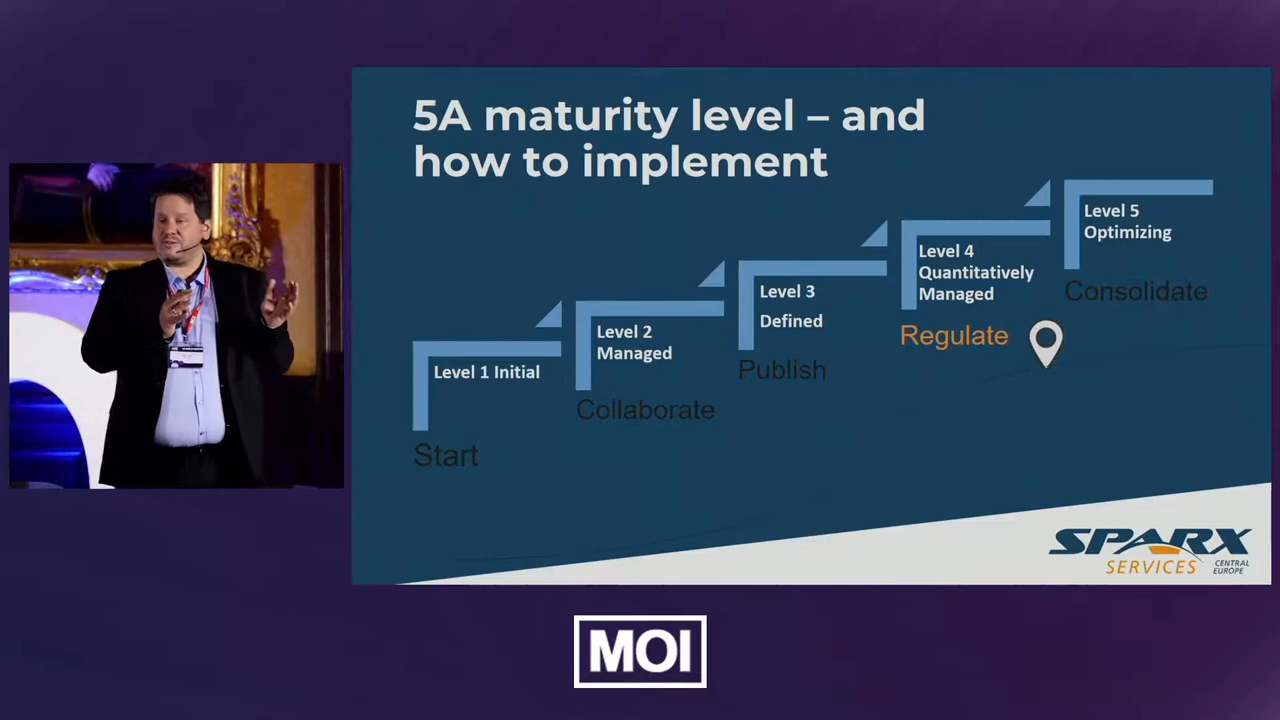 5A maturity level – and
how to implement
Level 1 Initial
Start
Level 2
Managed
Collaborate
Level 3
Defined
Publish
Level 4
Quantitatively
Managed
Regulate
Level 5
Optimizing
Consolidate
SPARX
SERVICES
CENTRAL
EUROPE
MOI